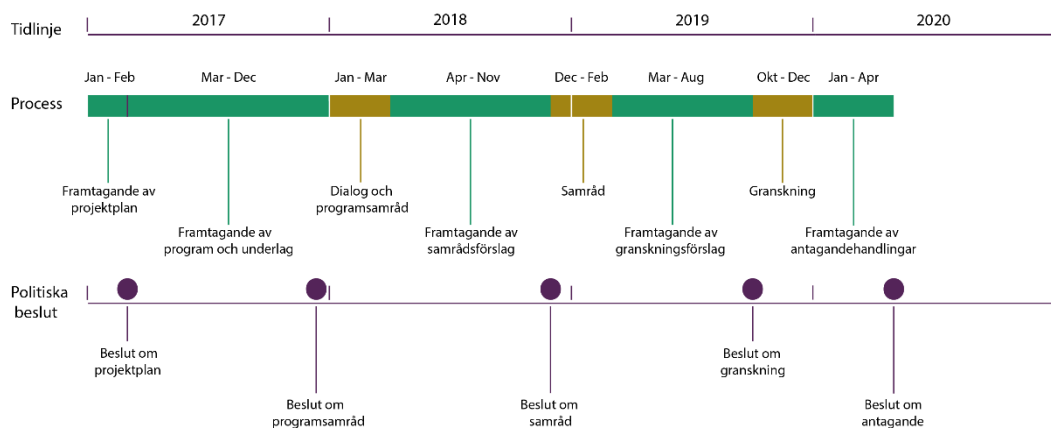 Tidlinje
2017
2018
2019
2020
Jan - Feb
Mar - Dec
Jan - Mar
Apr - Nov
Dec - Feb
Mar - Aug
Okt - Dec
Jan - Apr
Process
Framtagande av
projektplan
Dialog och
programsamråd
Samråd
Granskning
Framtagande av
program och underlag
Framtagande av
samrådsförslag
Framtagande av
granskningsförslag
Framtagande av
antagandehandlingar
Politiska
beslut
Beslut om
projektplan
Beslut om
granskning
Beslut om
programsamråd
Beslut om
samråd
Beslut om
antagande